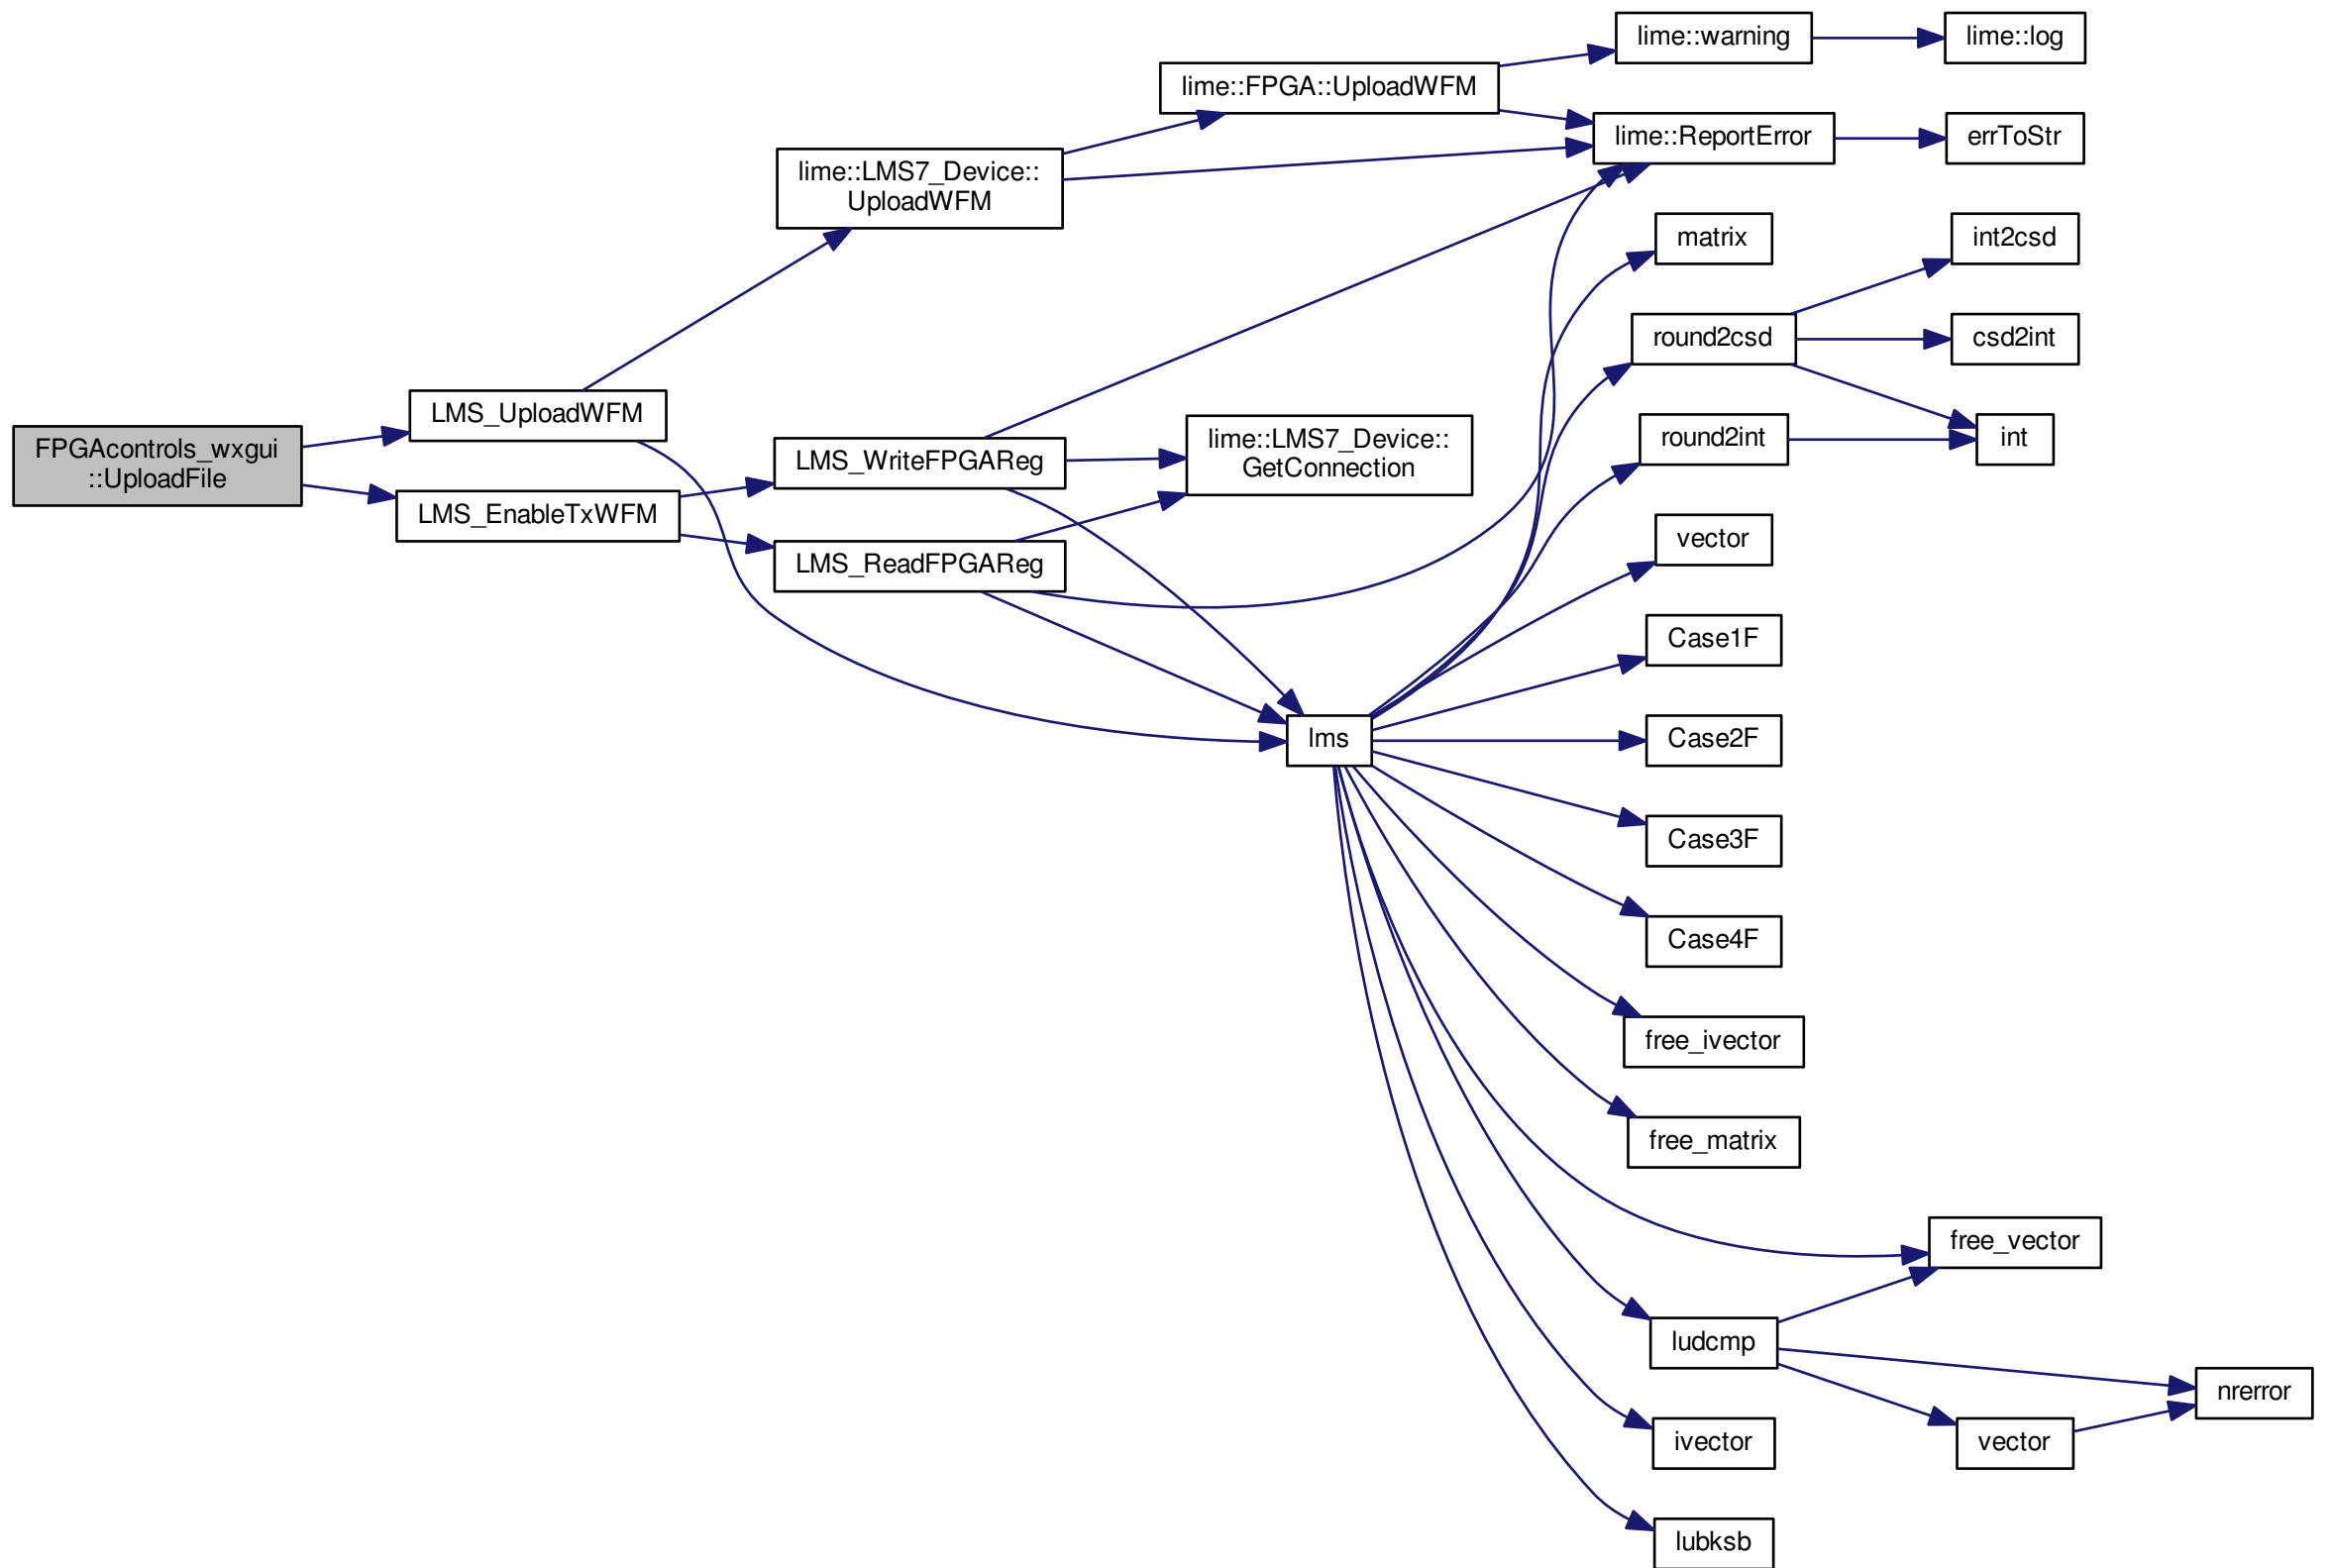 FPGAcontrols_wxgui
::UploadFile
LMS_UploadWFM
LMS_EnableTxWFM
lime::LMS7_Device::
UploadWFM
LMS_WriteFPGAReg
LMS_ReadFPGAReg
lime::FPGA::UploadWFM
lime::LMS7_Device::
GetConnection
lms
lime::warning
lime::ReportError
matrix
round2csd
round2int
vector
Case1F
Case2F
Case3F
Case4F
free_ivector
free_matrix
ludcmp
ivector
lubksb
lime::log
errToStr
int2csd
csd2int
int
free_vector
vector
nrerror